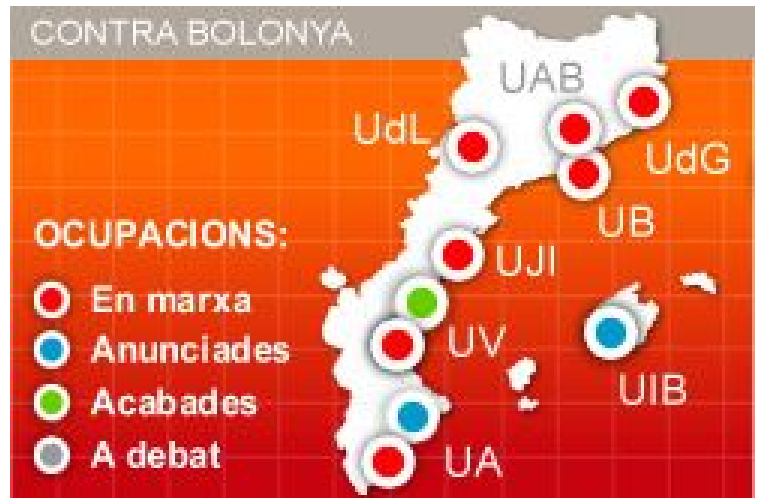 CONTRA BOLONYA
UAB
UdL
UdG
UB
OCUPACIONS:
UJI
En marxa
Anunciades
UV
UIB
Acabades
A debat
UA